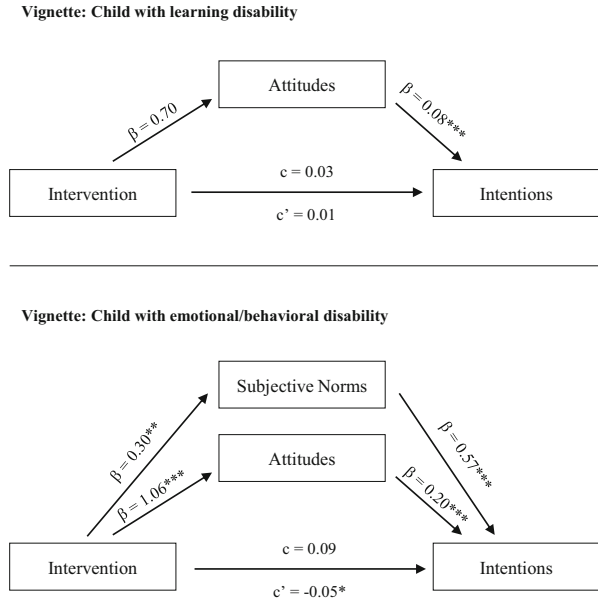 Vignette: Child with learning disability
Attitudes
β = 0.70
β = 0.08***
Intervention
c = 0.03
c’ = 0.01
Intentions
Vignette: Child with emotional/behavioral disability
Subjective Norms
β = 0.30**
β = 0.57***
Attitudes
β = 1.06***
β = 0.20***
Intervention
c = 0.09
c’ = -0.05*
Intentions